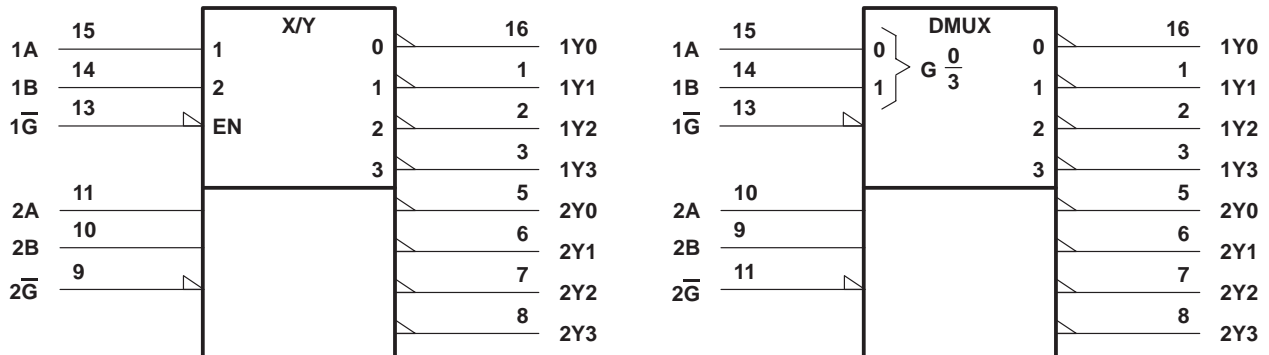 X/Y
1A 15 1 0 16 1Y0
1B 14 2 1 1 1Y1
1G̅ 13 EN 2 2 1Y2
3 3 1Y3
2A 11 5 2Y0
2B 10 6 2Y1
2G̅ 9 7 2Y2
8 2Y3
DMUX
1A 15 0 G 0/3 0 16 1Y0
1B 14 1 1 1 1Y1
1G̅ 13 2 2 1Y2
3 3 1Y3
2A 10 5 2Y0
2B 9 6 2Y1
2G̅ 11 7 2Y2
8 2Y3